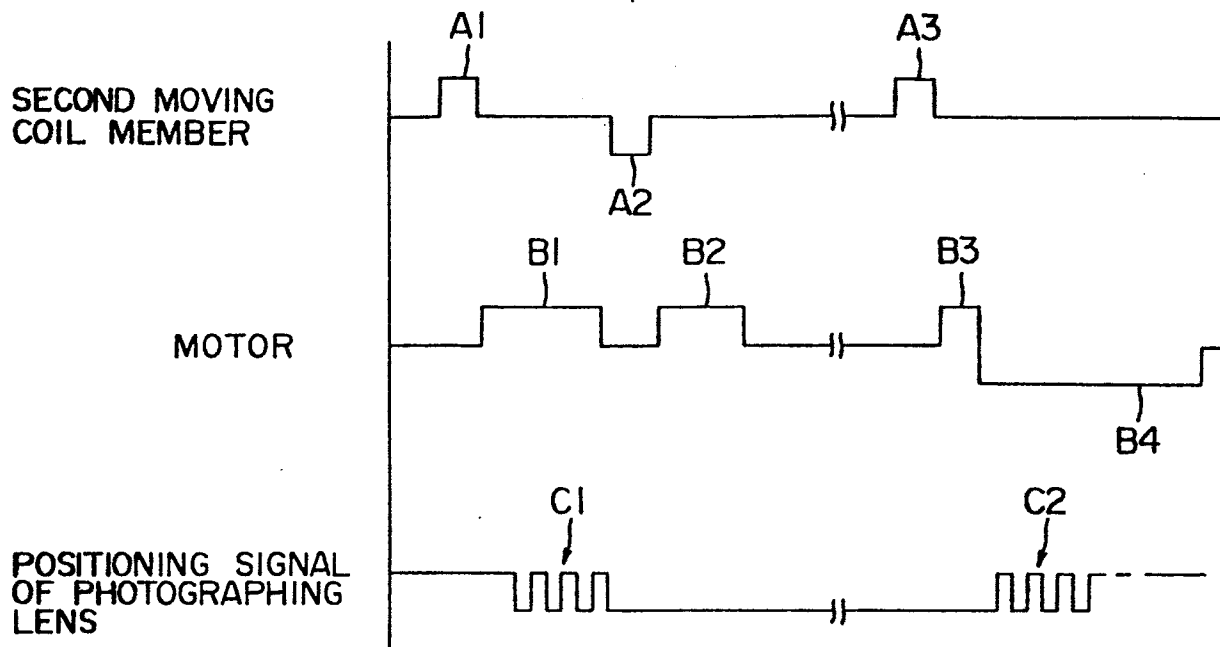 A1
A3
SECOND MOVING
COIL MEMBER
A2
B1
B2
B3
MOTOR
B4
C1
C2
POSITIONING SIGNAL
OF PHOTOGRAPHING
LENS